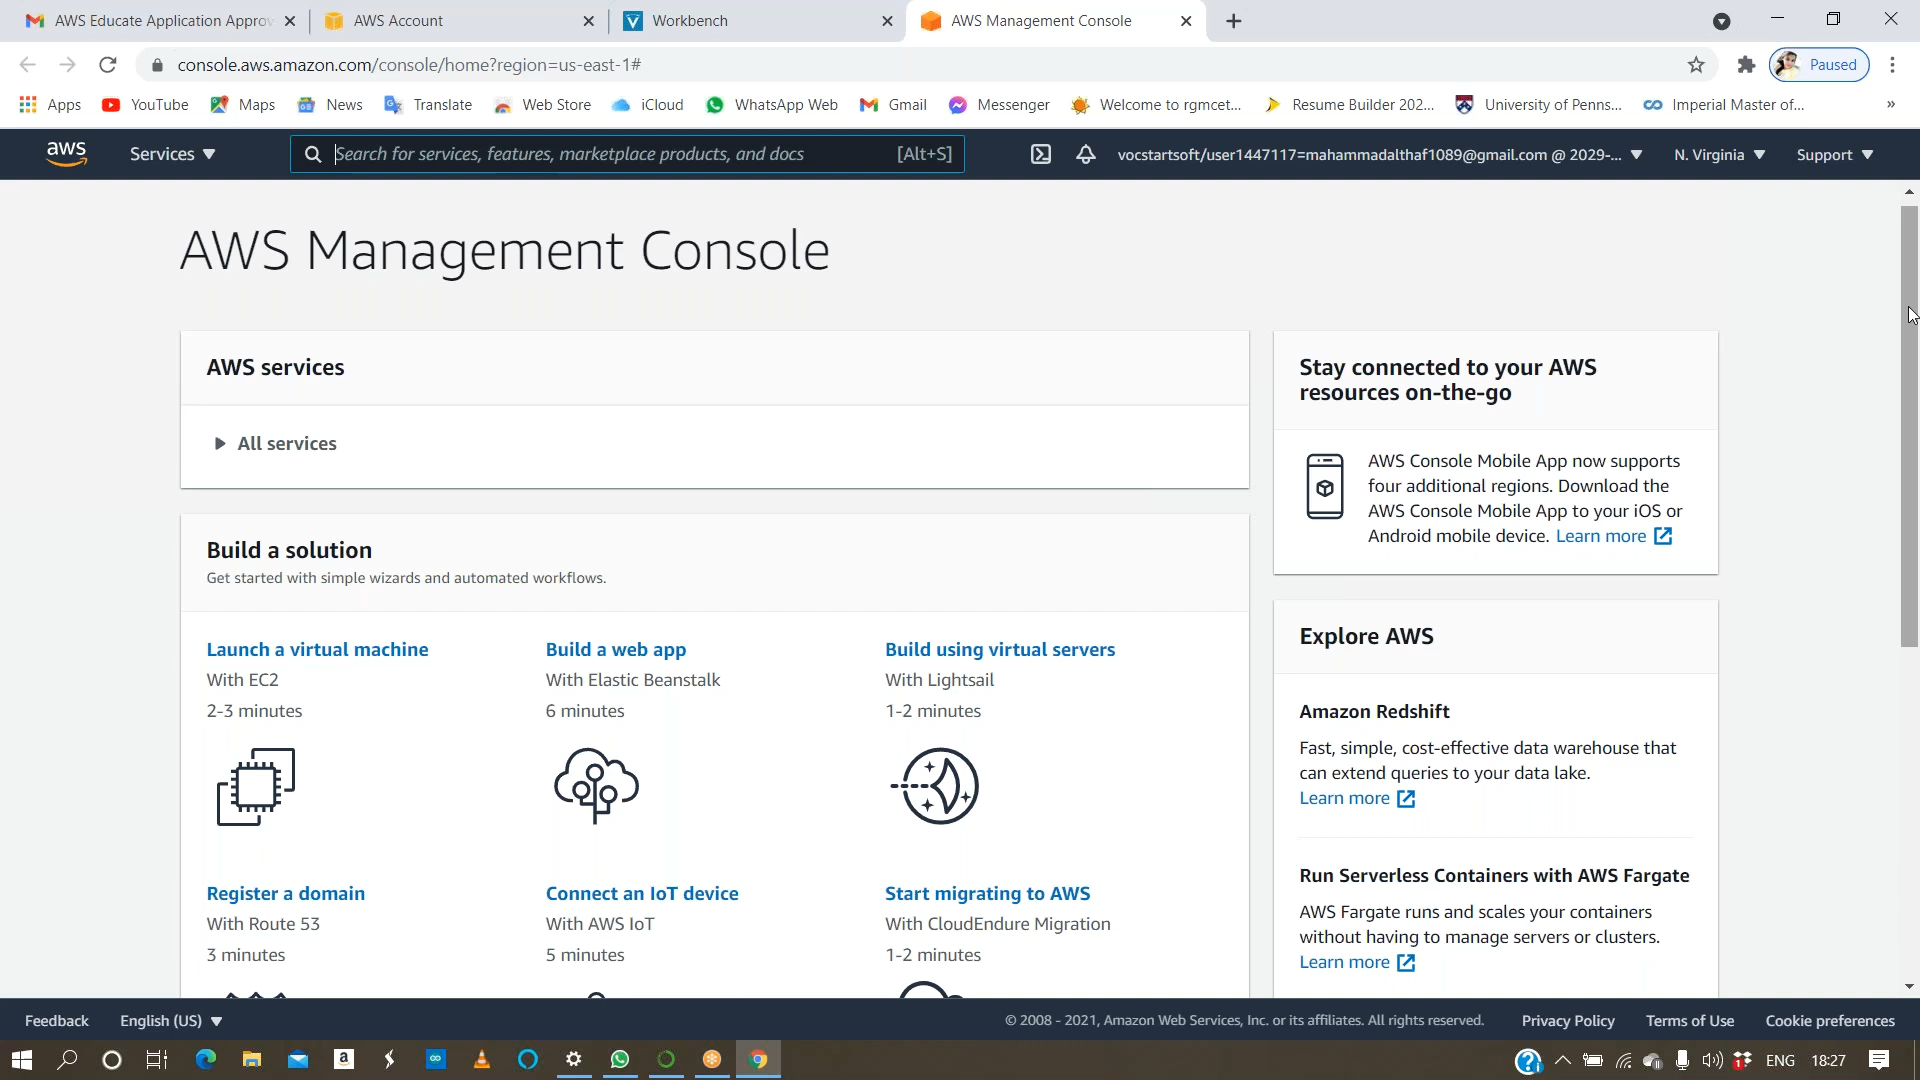 AWS Educate Application Approv
AWS Account
Workbench
AWS Management Console
console.aws.amazon.com/console/home?region=us-east-1#
Paused
Apps
YouTube
Maps
News
Translate
Web Store
iCloud
WhatsApp Web
Gmail
Messenger
Welcome to rgmcet...
Resume Builder 202...
University of Penns...
Imperial Master of...
»
aws
Services
Search for services, features, marketplace products, and docs
[Alt+S]
vocstartsoft/user1447117=mahammadalthaf1089@gmail.com @ 2029-...
N. Virginia
Support
AWS Management Console
AWS services
All services
Build a solution
Get started with simple wizards and automated workflows.
Launch a virtual machine
With EC2
2-3 minutes
Build a web app
With Elastic Beanstalk
6 minutes
Build using virtual servers
With Lightsail
1-2 minutes
Register a domain
With Route 53
3 minutes
Connect an IoT device
With AWS IoT
5 minutes
Start migrating to AWS
With CloudEndure Migration
1-2 minutes
Stay connected to your AWS
resources on-the-go
AWS Console Mobile App now supports
four additional regions. Download the
AWS Console Mobile App to your iOS or
Android mobile device. Learn more
Explore AWS
Amazon Redshift
Fast, simple, cost-effective data warehouse that
can extend queries to your data lake.
Learn more
Run Serverless Containers with AWS Fargate
AWS Fargate runs and scales your containers
without having to manage servers or clusters.
Learn more
Feedback
English (US)
© 2008 - 2021, Amazon Web Services, Inc. or its affiliates. All rights reserved.
Privacy Policy
Terms of Use
Cookie preferences
ENG
18:27